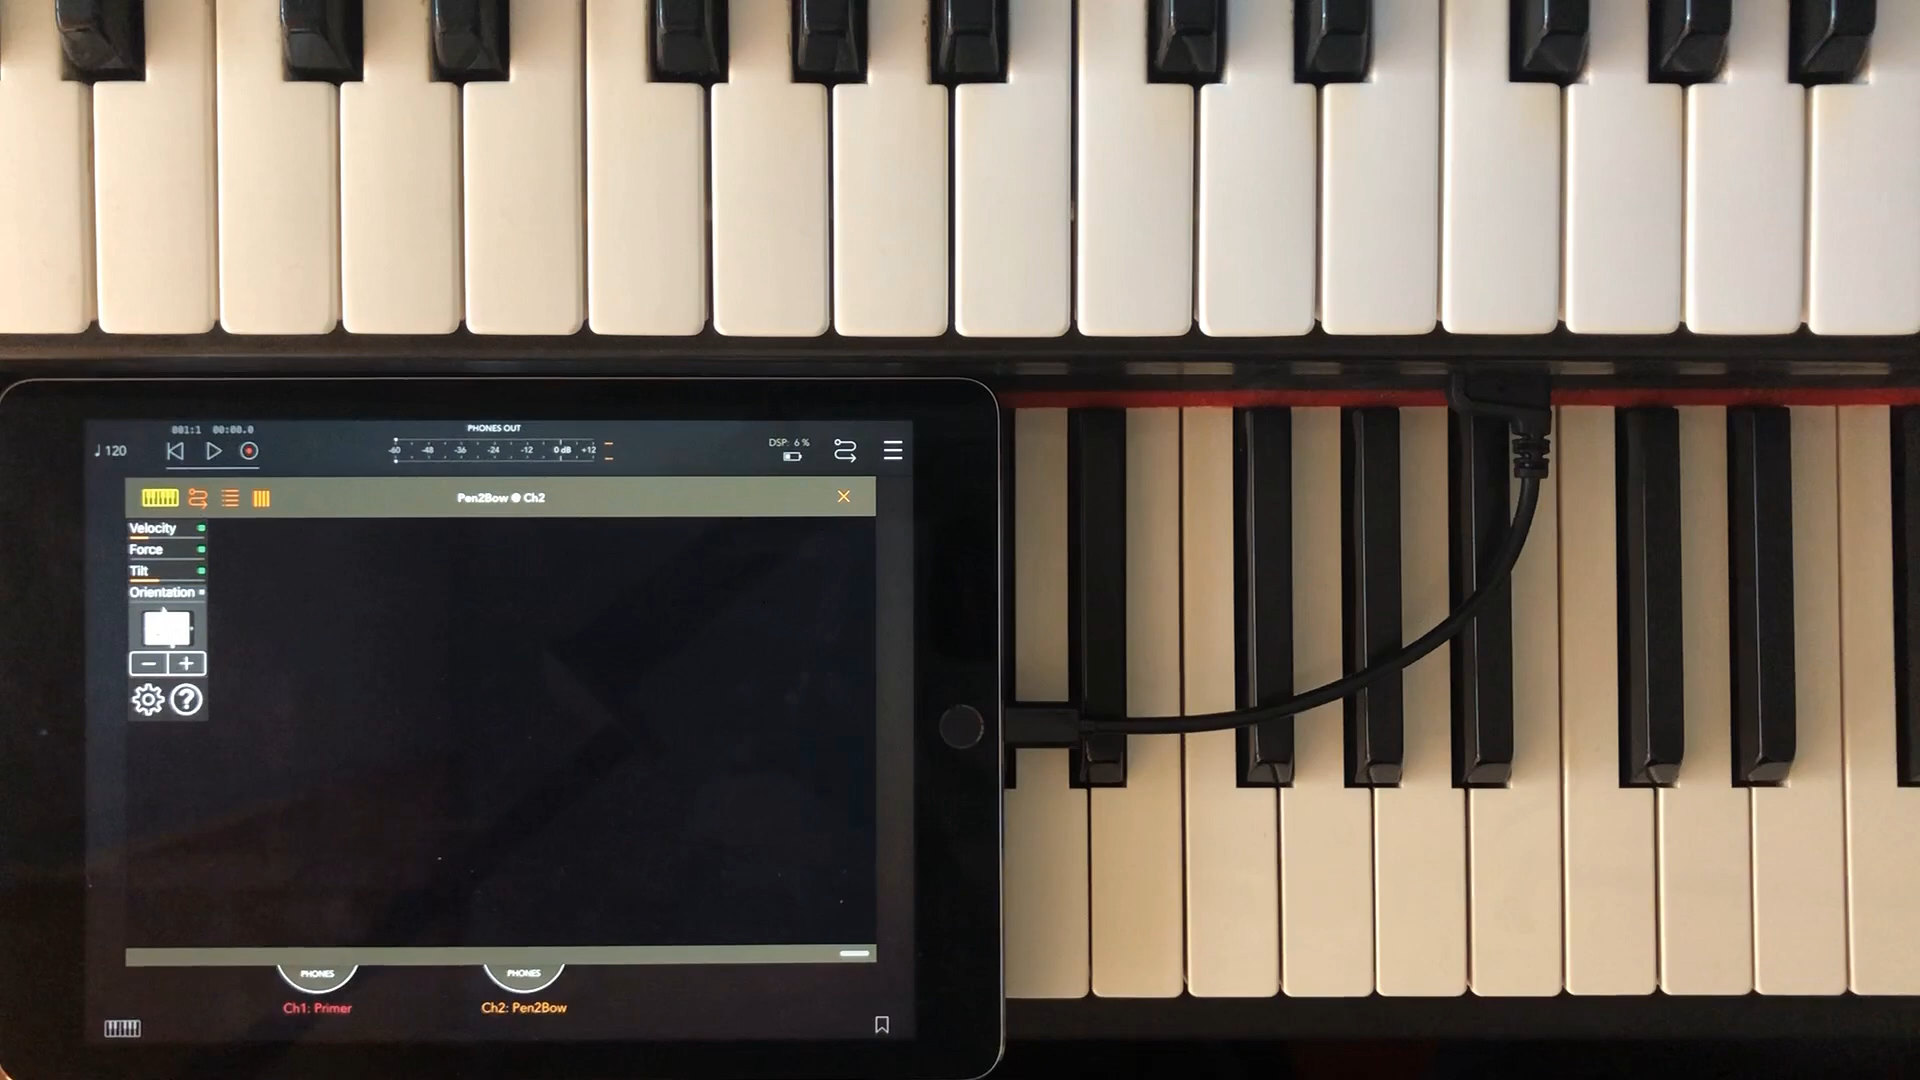 001:1 00:00.0
PHONES OUT
♩120
-60 -48 -36 -24 -12 0 dB +12
DSP: 6 %
Pen2Bow @ Ch2
Velocity
Force
Tilt
Orientation
− +
?
PHONES PHONES
Ch1: Primer Ch2: Pen2Bow